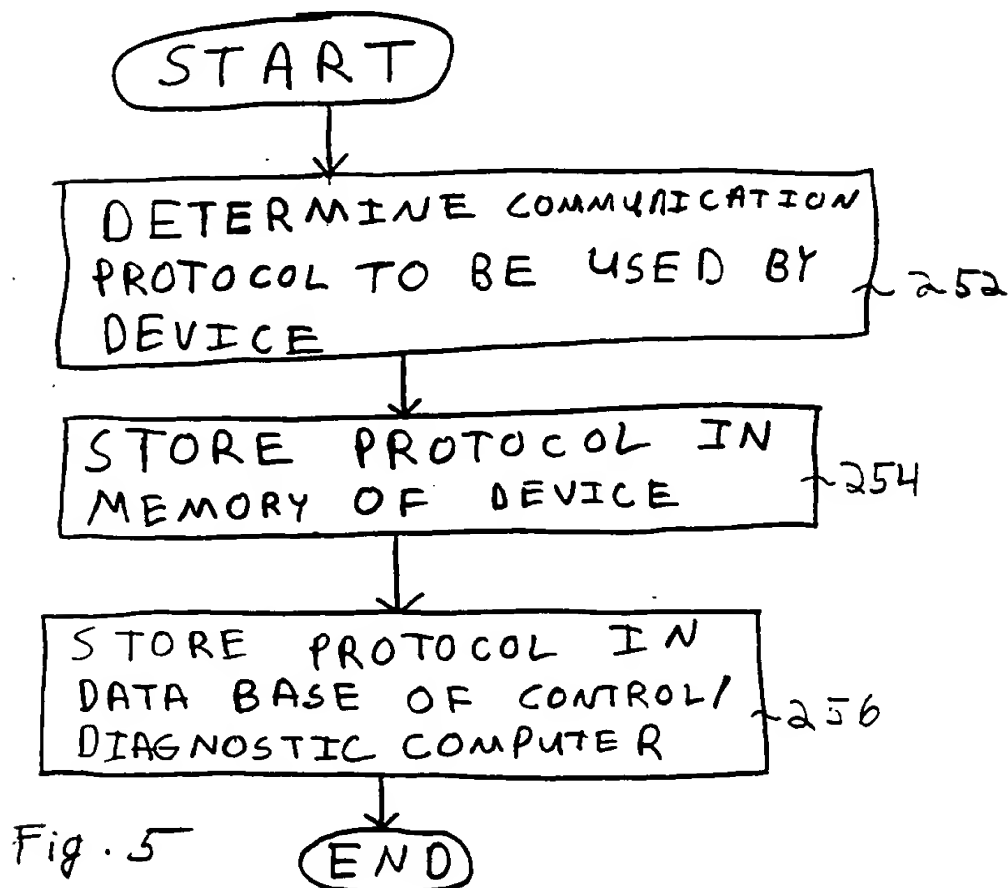 START
DETERMINE COMMUNICATION
PROTOCOL TO BE USED BY
DEVICE
252
STORE PROTOCOL IN
MEMORY OF DEVICE
254
STORE PROTOCOL IN
DATA BASE OF CONTROL/
DIAGNOSTIC COMPUTER
256
Fig. 5
END